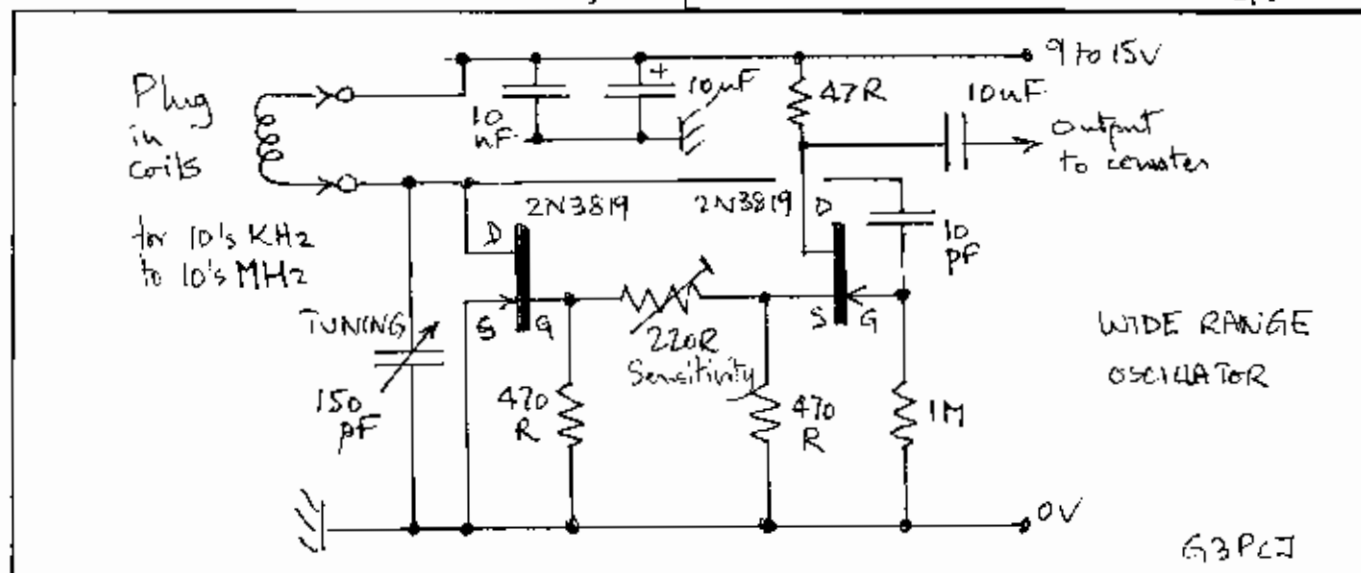 9 to 15V
Plug
in
coils
for 10's KHz
to 10's MHz
10
nF
+
10uF
47R
10nF
Output
to counter
2N3819
2N3819
D
D
10
pF
S
G
S
G
TUNING
150
pF
220R
Sensitivity
470
R
470
R
1M
WIDE RANGE
OSCILLATOR
0V
G3PCJ